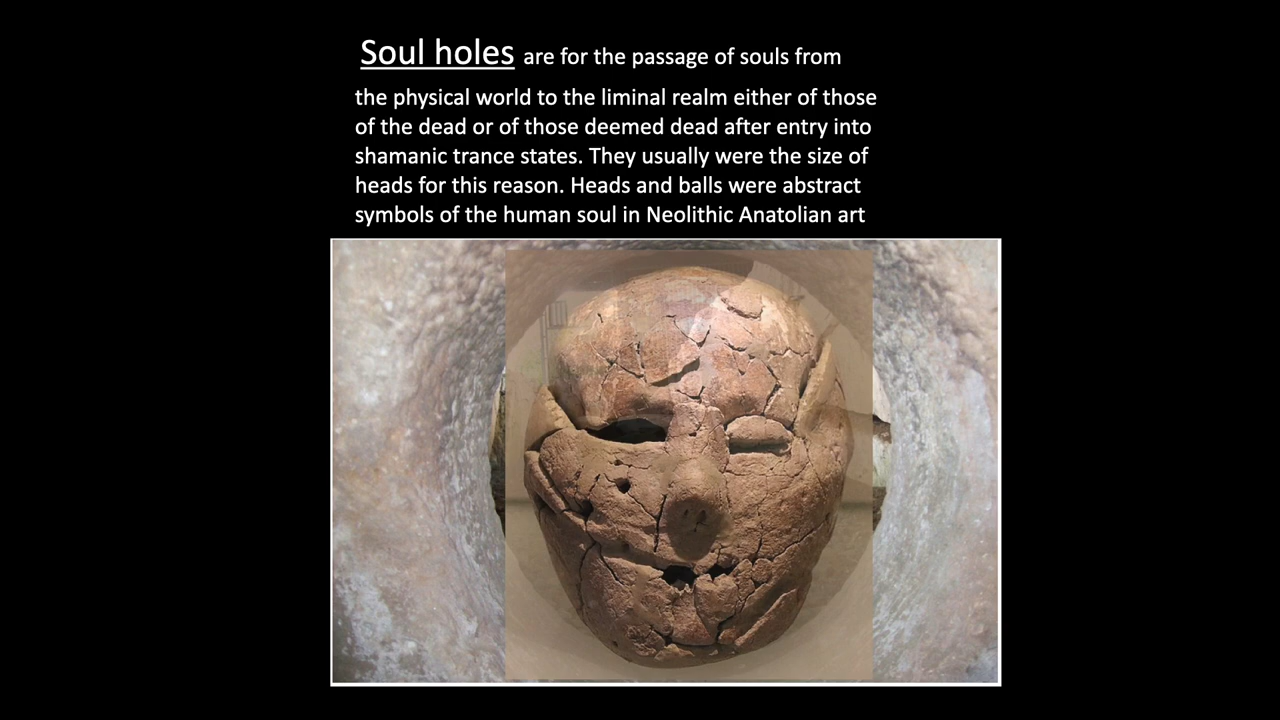 Soul holes are for the passage of souls from
the physical world to the liminal realm either of those
of the dead or of those deemed dead after entry into
shamanic trance states. They usually were the size of
heads for this reason. Heads and balls were abstract
symbols of the human soul in Neolithic Anatolian art